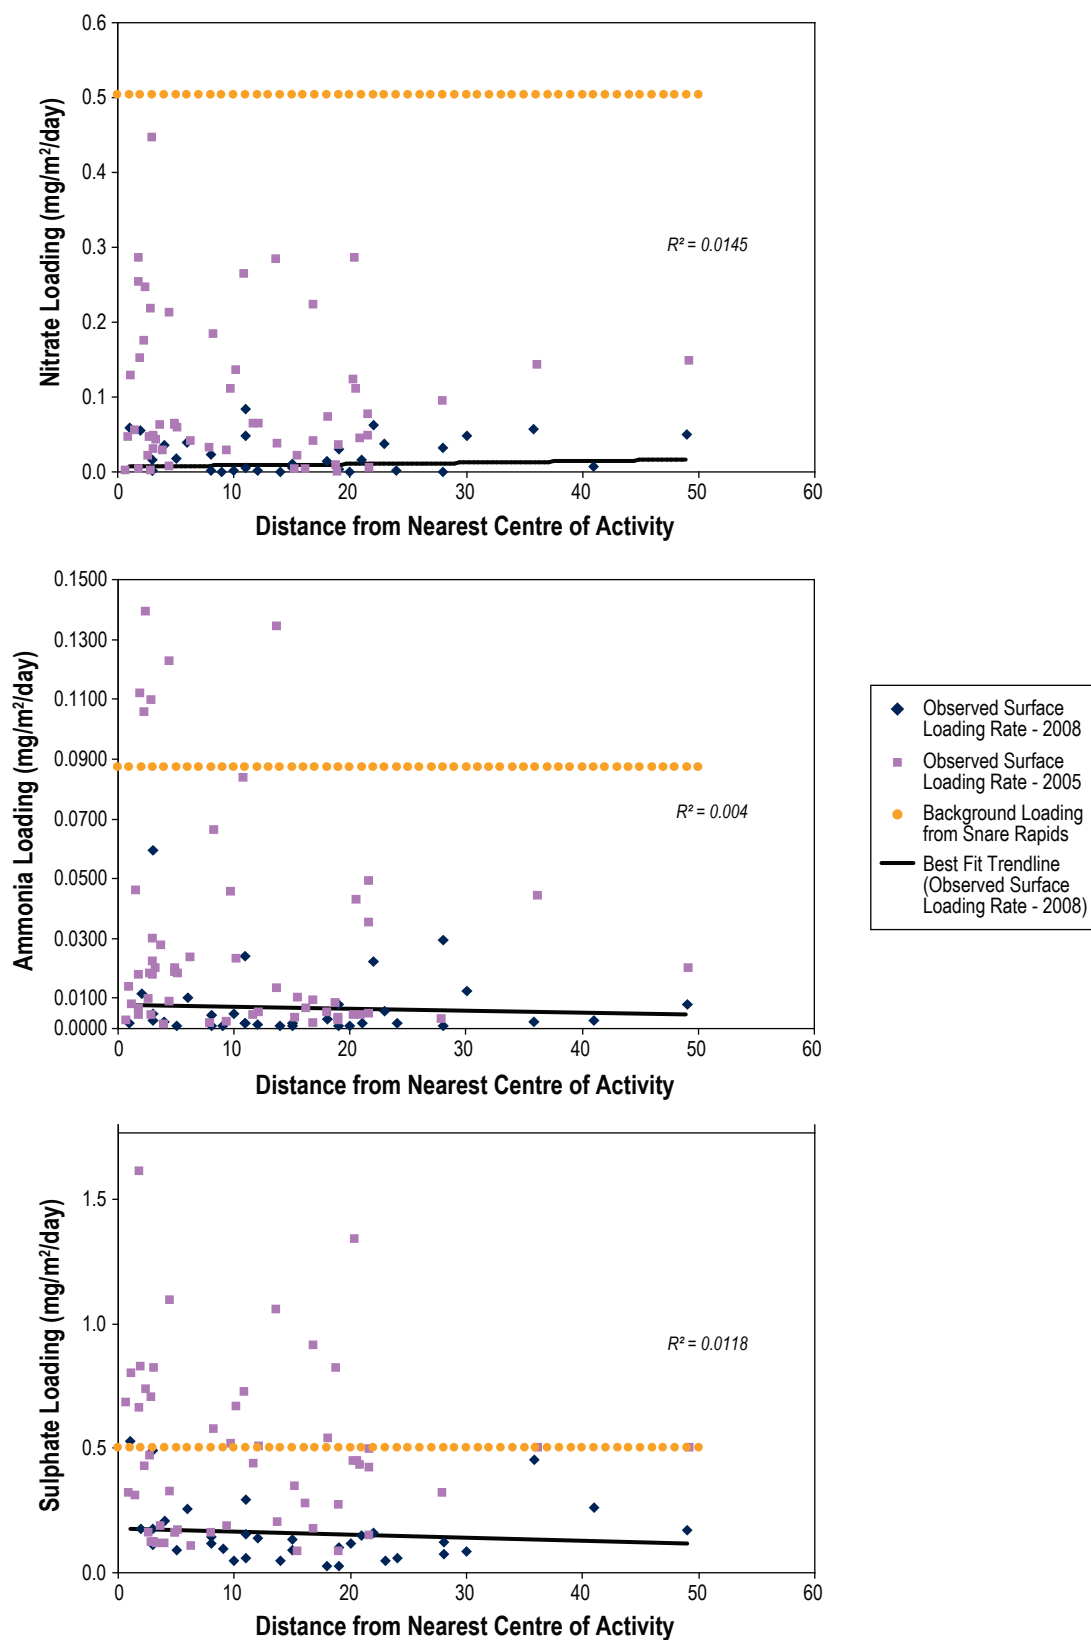 0.6
0.5
0.4
0.3
0.2
0.1
0.0
Nitrate Loading (mg/m²/day)
R² = 0.0145
0 10 20 30 40 50 60
Distance from Nearest Centre of Activity
0.1500
0.1300
0.1100
0.0900
0.0700
0.0500
0.0300
0.0100
0.0000
Ammonia Loading (mg/m²/day)
R² = 0.004
0 10 20 30 40 50 60
Distance from Nearest Centre of Activity
Observed Surface
Loading Rate - 2008
Observed Surface
Loading Rate - 2005
Background Loading
from Snare Rapids
Best Fit Trendline
(Observed Surface
Loading Rate - 2008)
1.5
1.0
0.5
0.0
Sulphate Loading (mg/m²/day)
R² = 0.0118
0 10 20 30 40 50 60
Distance from Nearest Centre of Activity